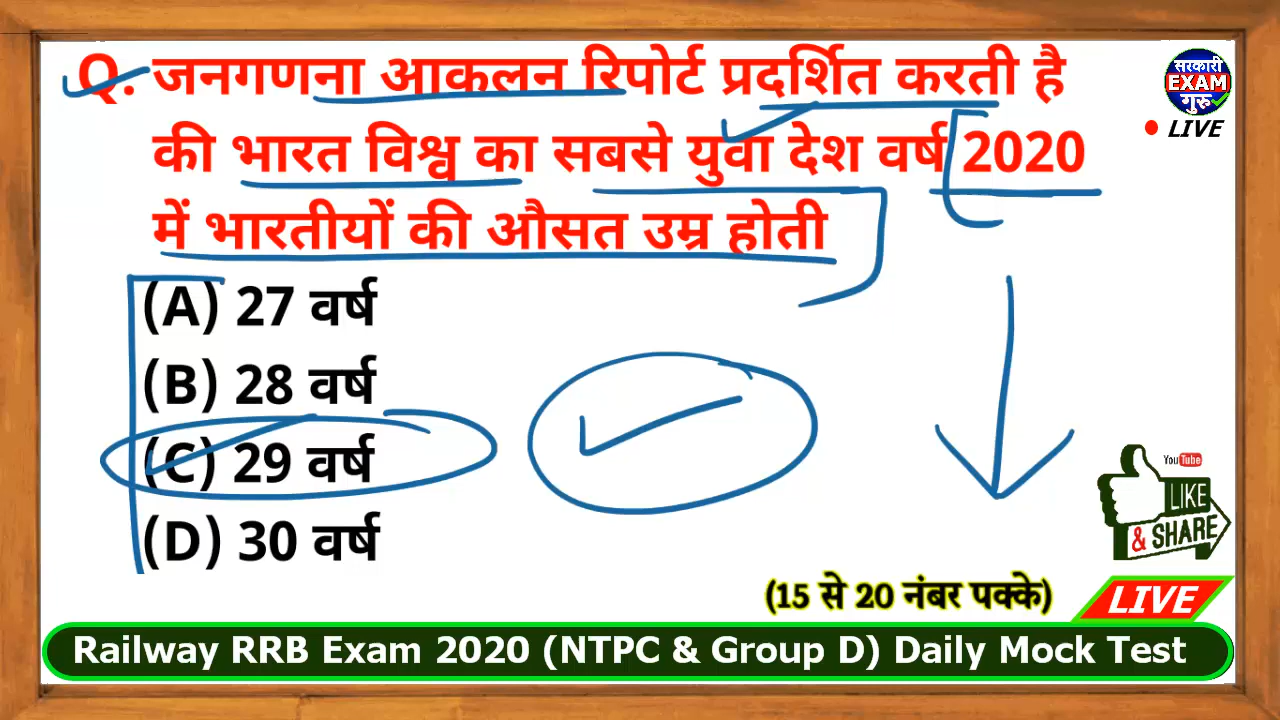 Q. जनगणना आकलन रिपोर्ट प्रदर्शित करती है
की भारत विश्व का सबसे युवा देश वर्ष 2020
में भारतीयों की औसत उम्र होती
(A) 27 वर्ष
(B) 28 वर्ष
(C) 29 वर्ष
(D) 30 वर्ष
सरकारी
EXAM
गुरु
LIVE
YouTube
LIKE
& SHARE
(15 से 20 नंबर पक्के)
LIVE
Railway RRB Exam 2020 (NTPC & Group D) Daily Mock Test